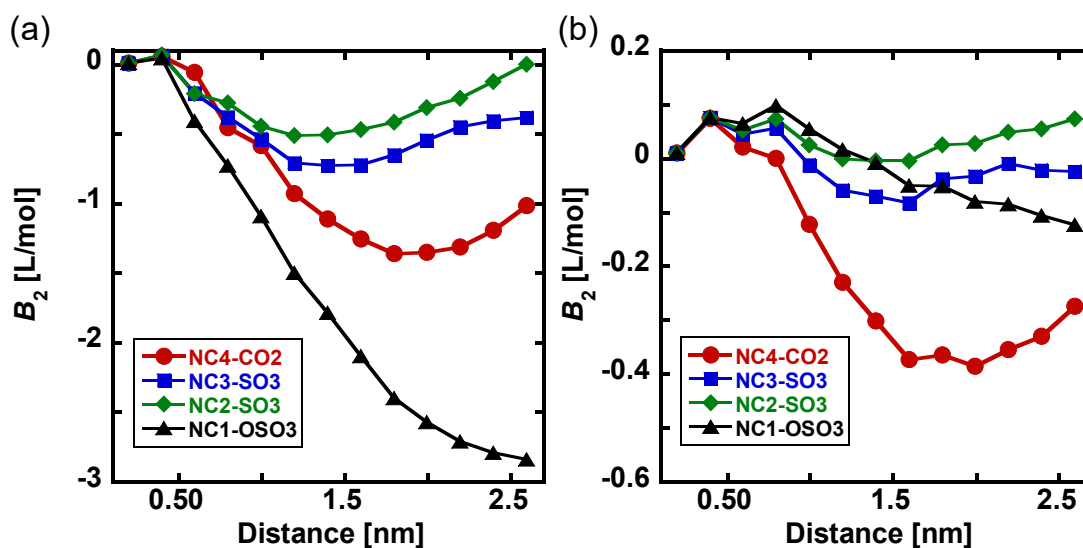 (a)
B2 [L/mol]
0
-1
-2
-3
0.50
1.5
2.5
Distance [nm]
NC4-CO2
NC3-SO3
NC2-SO3
NC1-OSO3
(b)
B2 [L/mol]
0.2
0
-0.2
-0.4
-0.6
0.50
1.5
2.5
Distance [nm]
NC4-CO2
NC3-SO3
NC2-SO3
NC1-OSO3